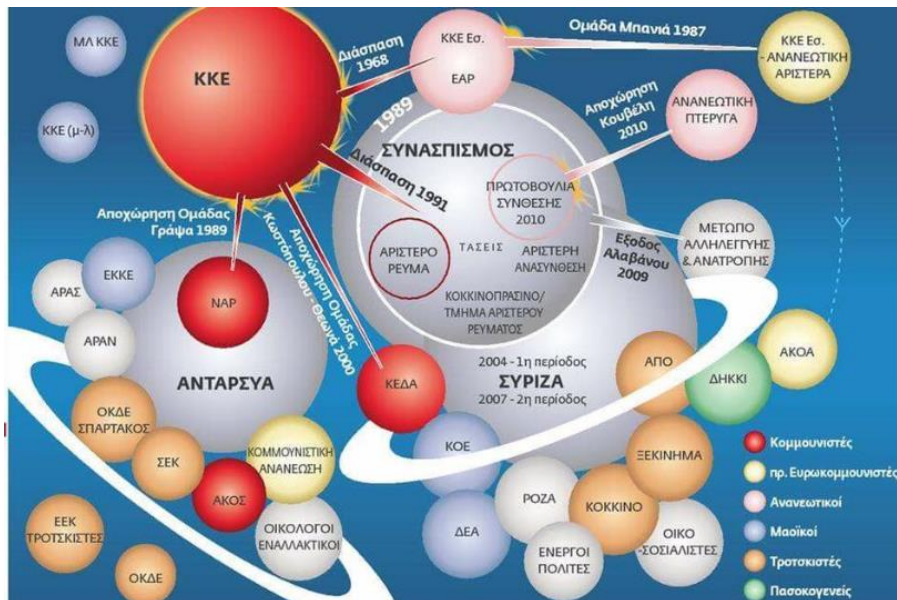 ΜΛ ΚΚΕ
ΚΚΕ (μ-λ)
ΚΚΕ
Διάσπαση
1968
ΚΚΕ Εσ.
ΕΑΡ
Ομάδα Μπανιά 1987
ΚΚΕ Εσ.
- ΑΝΑΝΕΩΤΙΚΗ
ΑΡΙΣΤΕΡΑ
1989
ΣΥΝΑΣΠΙΣΜΟΣ
Αποχώρηση
Κουβέλη
2010
ΑΝΑΝΕΩΤΙΚΗ
ΠΤΕΡΥΓΑ
Διάσπαση 1991
ΠΡΩΤΟΒΟΥΛΙΑ
ΣΥΝΘΕΣΗΣ
2010
ΑΡΙΣΤΕΡΟ
ΡΕΥΜΑ
ΤΑΣΕΙΣ
ΑΡΙΣΤΕΡΗ
ΑΝΑΣΥΝΘΕΣΗ
ΚΟΚΚΙΝΟΠΡΑΣΙΝΟ/
ΤΜΗΜΑ ΑΡΙΣΤΕΡΟΥ
ΡΕΥΜΑΤΟΣ
Έξοδος
Αλαβάνου
2009
ΜΕΤΩΠΟ
ΑΛΛΗΛΕΓΓΥΗΣ
& ΑΝΑΤΡΟΠΗΣ
Αποχώρηση Ομάδας
Γράψα 1989
Αποχώρηση Ομάδας
Κωστόπουλου - Θεωνά 2000
ΑΡΑΣ
ΕΚΚΕ
ΑΡΑΝ
ΝΑΡ
ΑΝΤΑΡΣΥΑ
ΟΚΔΕ
ΣΠΑΡΤΑΚΟΣ
ΣΕΚ
ΑΚΟΣ
ΚΟΜΜΟΥΝΙΣΤΙΚΗ
ΑΝΑΝΕΩΣΗ
ΟΙΚΟΛΟΓΟΙ
ΕΝΑΛΛΑΚΤΙΚΟΙ
ΕΕΚ
ΤΡΟΤΣΚΙΣΤΕΣ
ΟΚΔΕ
ΚΕΔΑ
2004 - 1η περίοδος
ΣΥΡΙΖΑ
2007 - 2η περίοδος
ΑΠΟ
ΔΗΚΚΙ
ΑΚΟΑ
ΚΟΕ
ΔΕΑ
ΡΟΖΑ
ΕΝΕΡΓΟΙ
ΠΟΛΙΤΕΣ
ΚΟΚΚΙΝΟ
ΞΕΚΙΝΗΜΑ
ΟΙΚΟ
-ΣΟΣΙΑΛΙΣΤΕΣ
Κομμουνιστές
πρ. Ευρωκομμουνιστές
Ανανεωτικοί
Μαοϊκοί
Τροτσκιστές
Πασοκογενείς